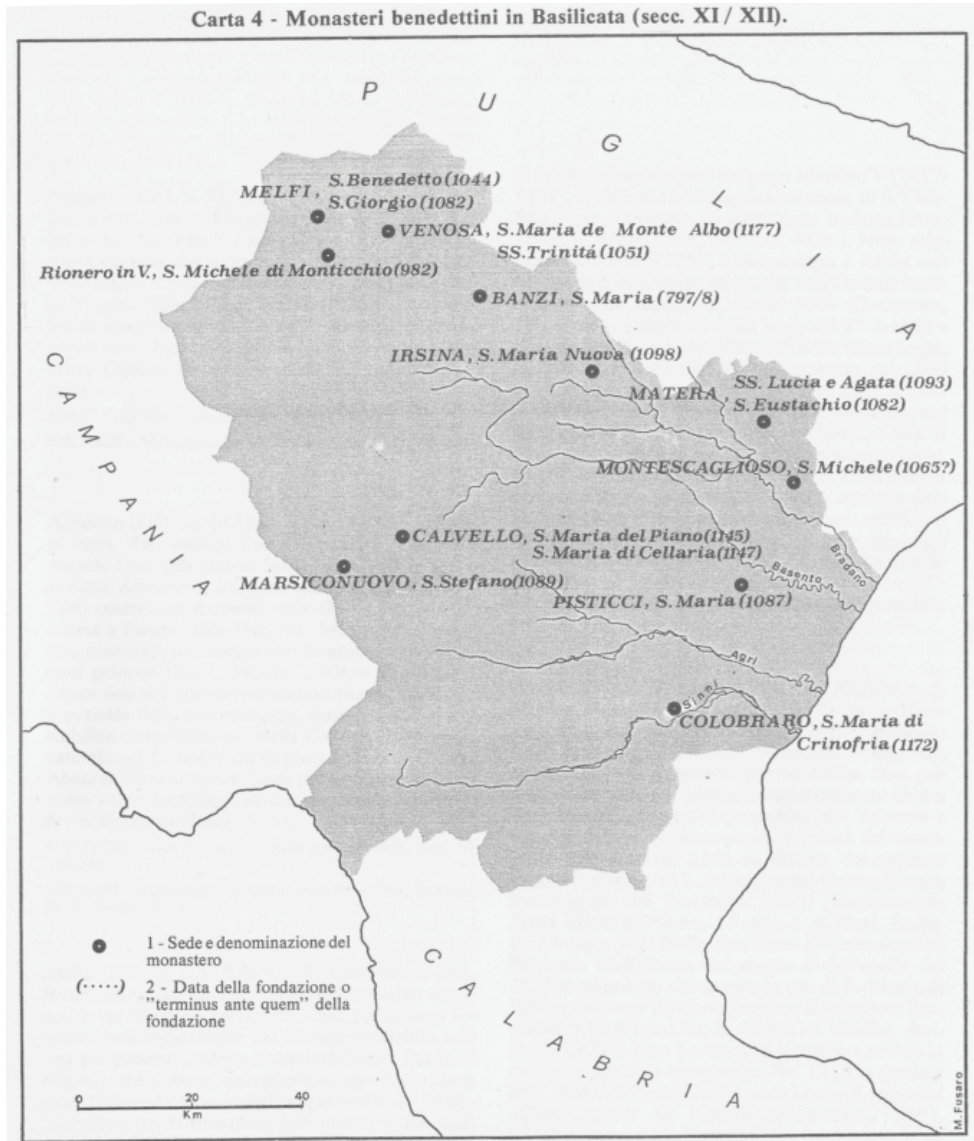 Carta 4 - Monasteri benedettini in Basilicata (secc. XI / XII).
PUGLIA
MELFI, S.Benedetto(1044)
S.Giorgio(1082)
VENOSA, S.Maria de Monte Albo(1177)
SS.Trinitá(1051)
Rionero in V., S. Michele di Monticchio(982)
BANZI, S.Maria(797/8)
IRSINA, S.Maria Nuova (1098)
MATERA, SS. Lucia e Agata(1093)
S.Eustachio(1082)
CAMPANIA
MONTESCAGLIOSO, S.Michele(1065?)
CALVELLO, S.Maria del Piano(1145)
S.Maria di Cellaria(1147)
Bradano
Basento
MARSICONUOVO, S.Stefano(1089)
PISTICCI, S.Maria(1087)
Agri
Sinni
COLOBRARO, S.Maria di
Crinofria(1172)
1 - Sede e denominazione del
monastero
(.....) 2 - Data della fondazione o
"terminus ante quem" della
fondazione
CALABRIA
0 20 40
Km
M. Fusaro